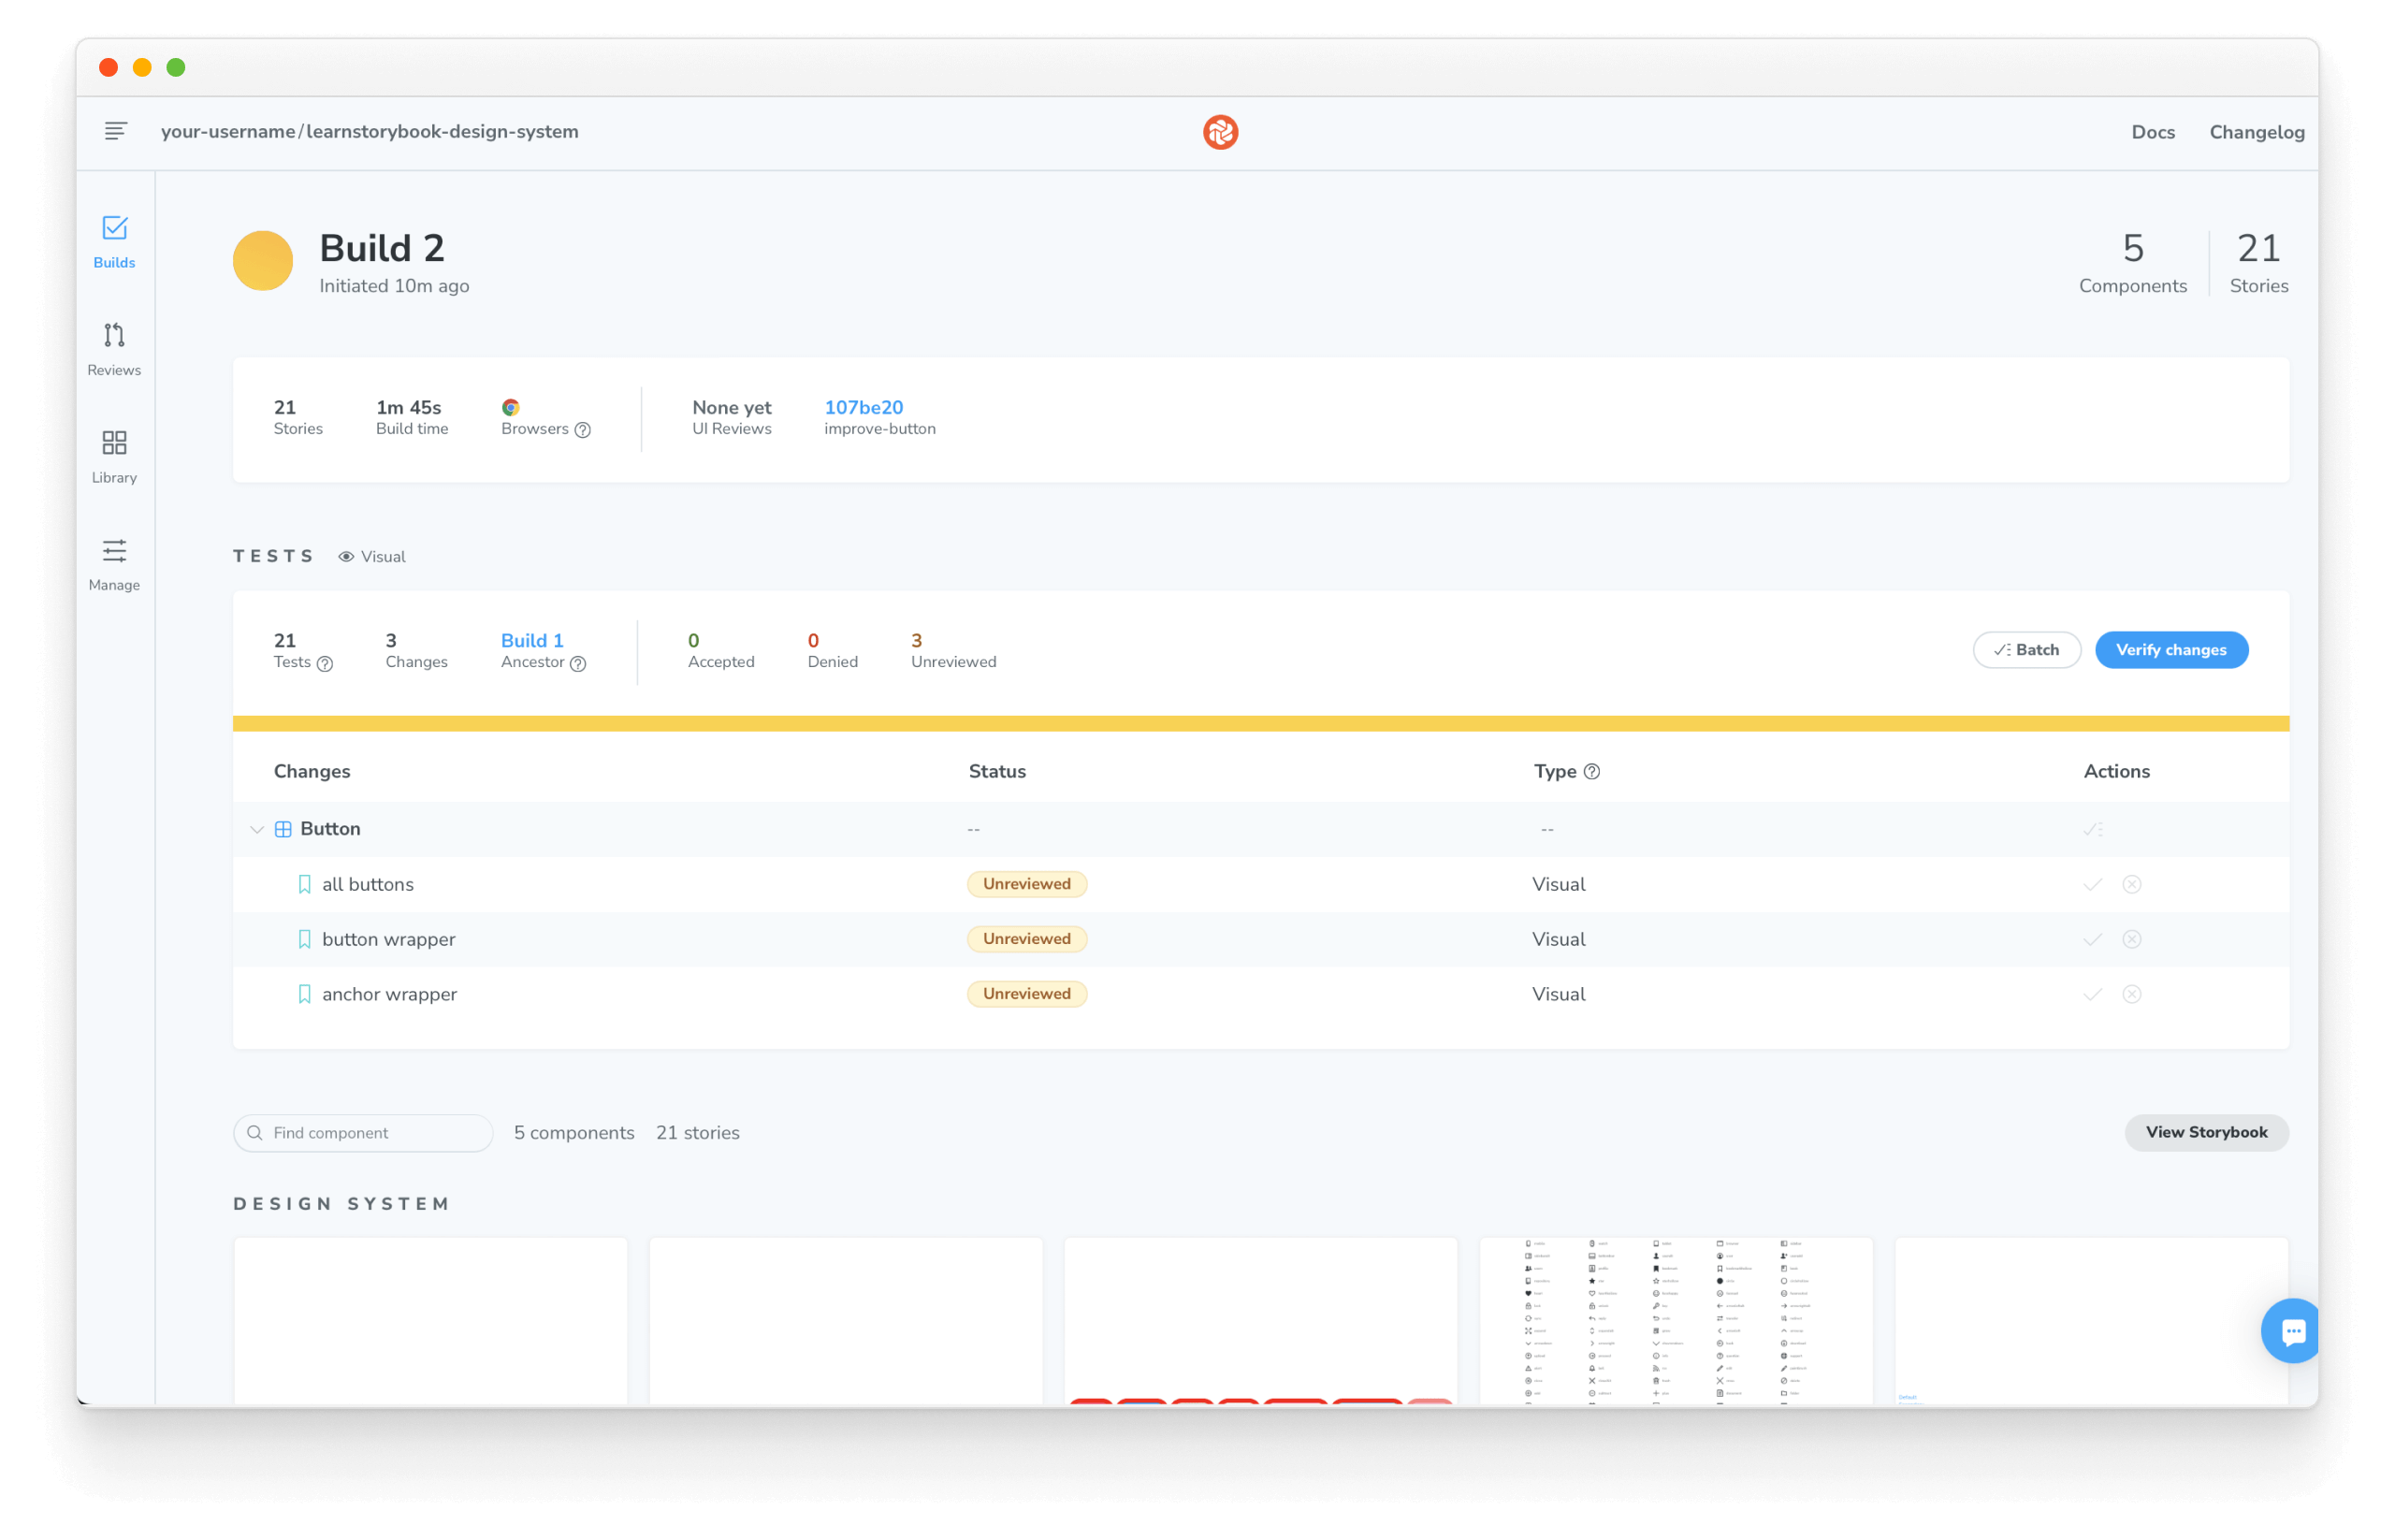 your-username/learnstorybook-design-system
Docs
Changelog
Builds
Reviews
Library
Manage
Build 2
Initiated 10m ago
5
Components
21
Stories
21
Stories
1m 45s
Build time
Browsers
None yet
UI Reviews
107be20
improve-button
TESTS
Visual
21
Tests
3
Changes
Build 1
Ancestor
0
Accepted
0
Denied
3
Unreviewed
Batch
Verify changes
Changes Status Type Actions
Button -- --
all buttons Unreviewed Visual
button wrapper Unreviewed Visual
anchor wrapper Unreviewed Visual
Find component
5 components 21 stories
View Storybook
DESIGN SYSTEM
Default